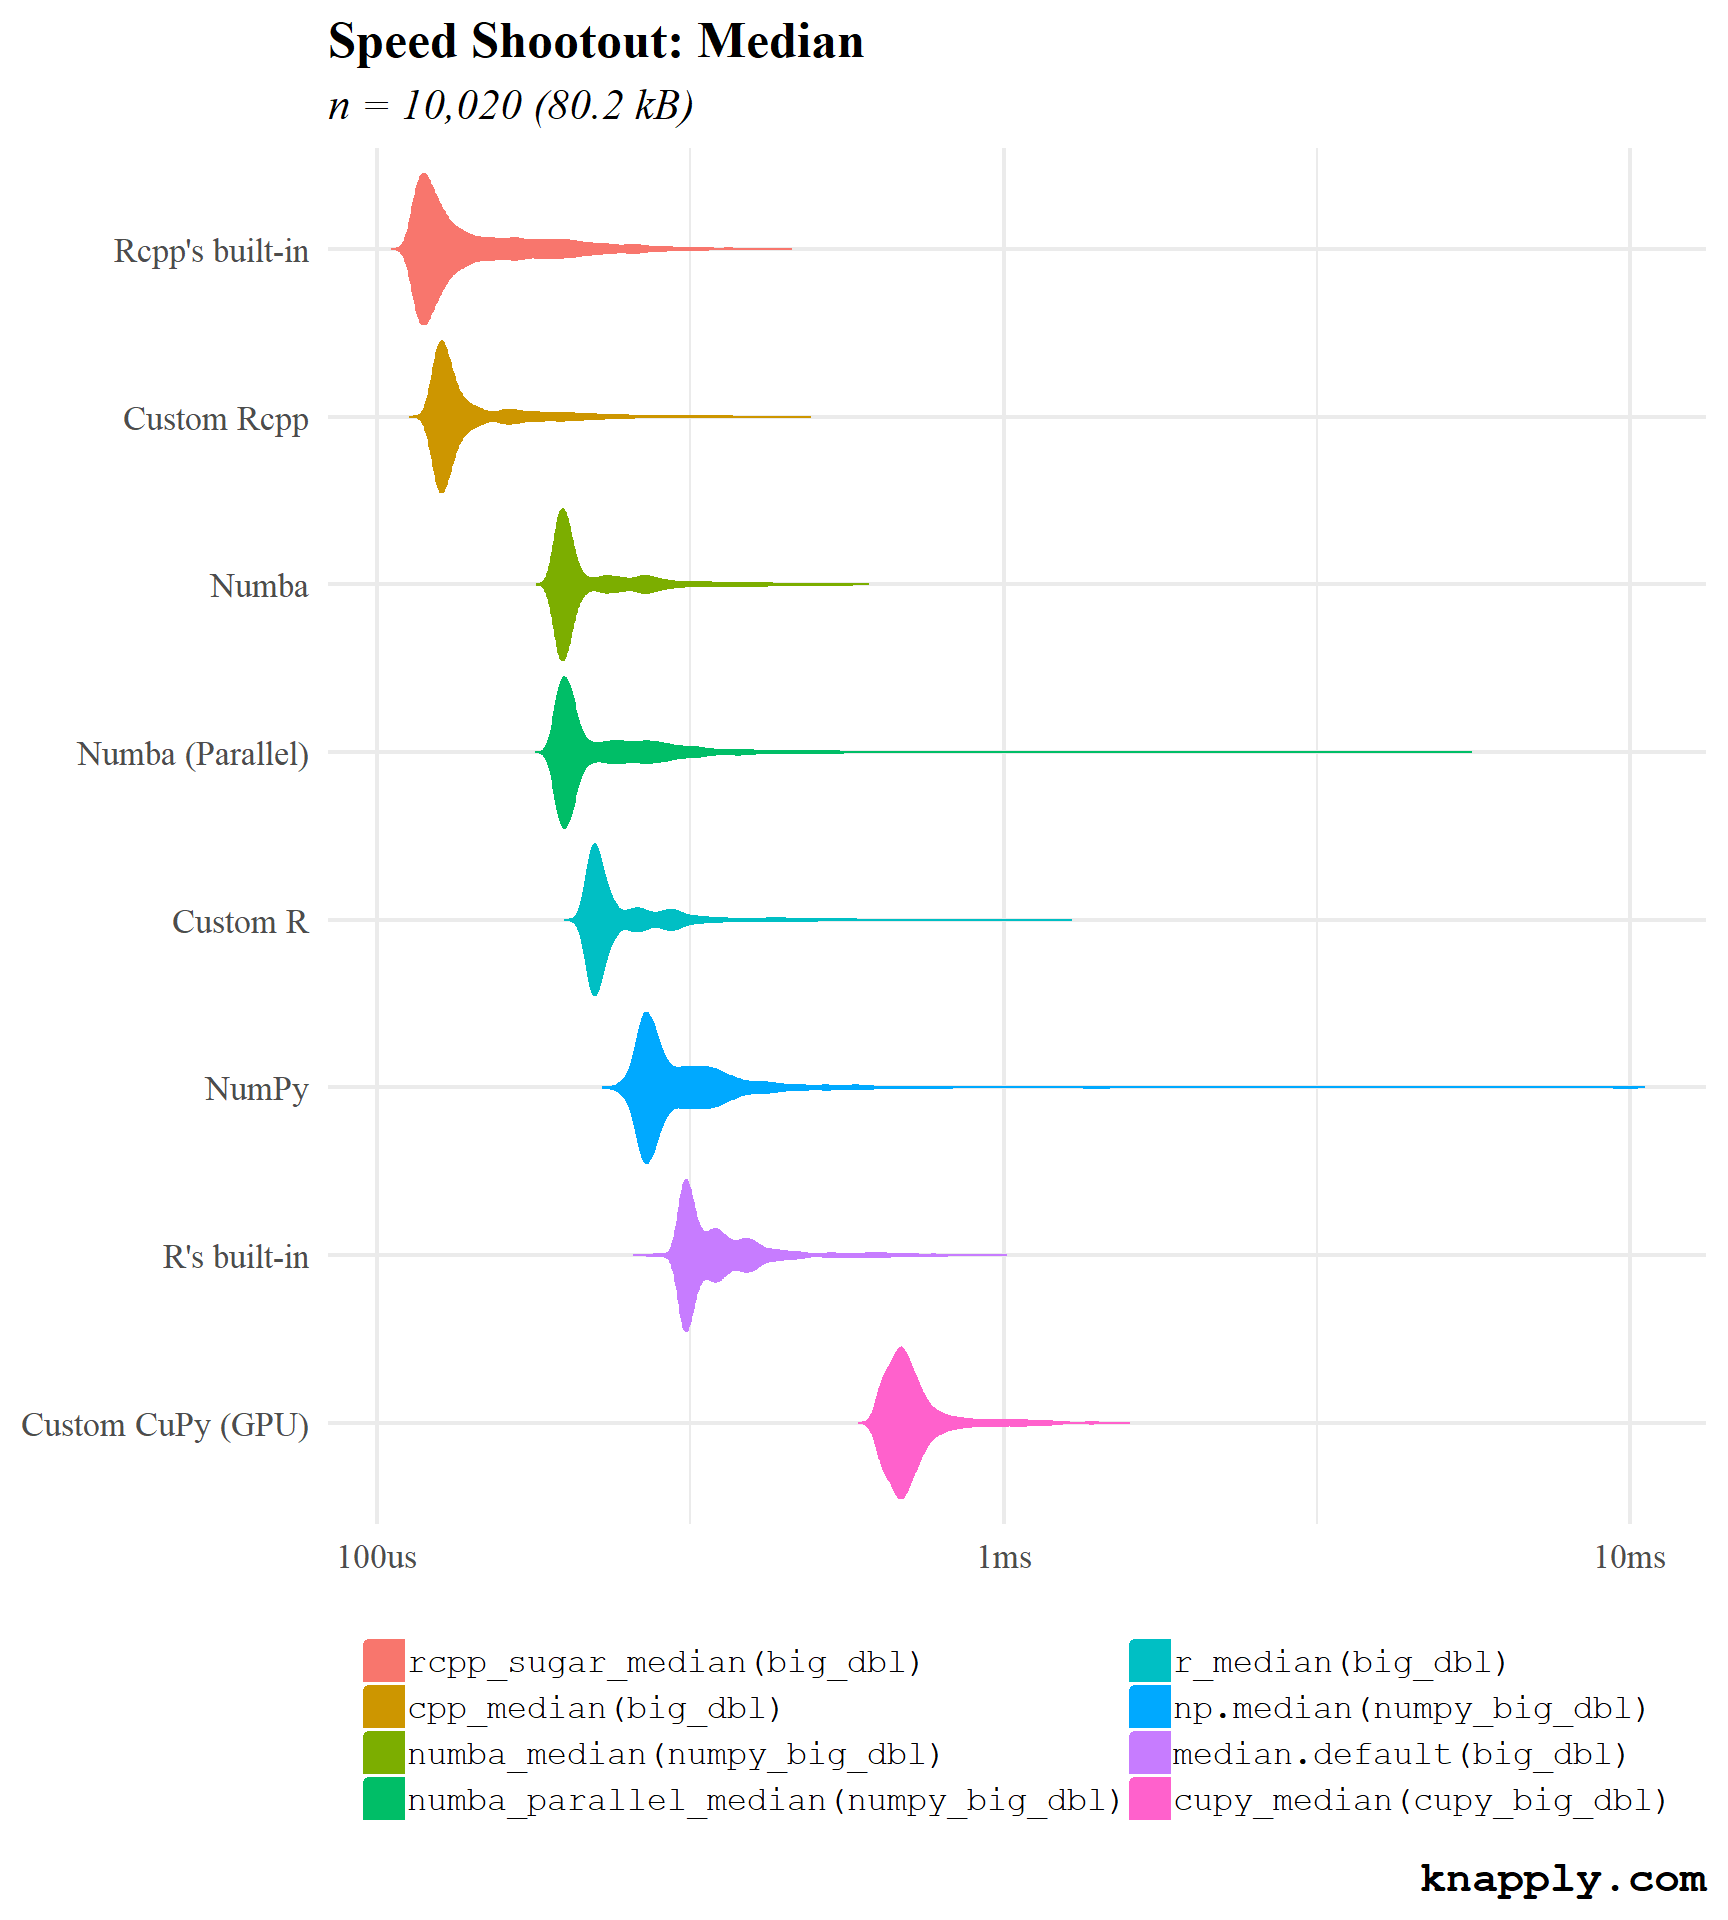 Speed Shootout: Median
n = 10,020 (80.2 kB)
Rcpp's built-in
Custom Rcpp
Numba
Numba (Parallel)
Custom R
NumPy
R's built-in
Custom CuPy (GPU)
100us 1ms 10ms
rcpp_sugar_median(big_dbl)
cpp_median(big_dbl)
numba_median(numpy_big_dbl)
numba_parallel_median(numpy_big_dbl)
r_median(big_dbl)
np.median(numpy_big_dbl)
median.default(big_dbl)
cupy_median(cupy_big_dbl)
knapply.com